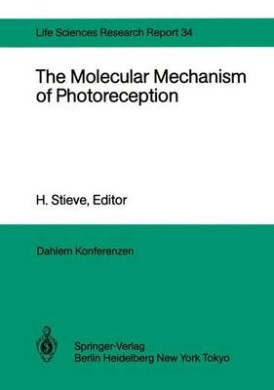 Life Sciences Research Report 34
The Molecular Mechanism
of Photoreception
H. Stieve, Editor
Dahlem Konferenzen
Springer-Verlag
Berlin Heidelberg New York Tokyo